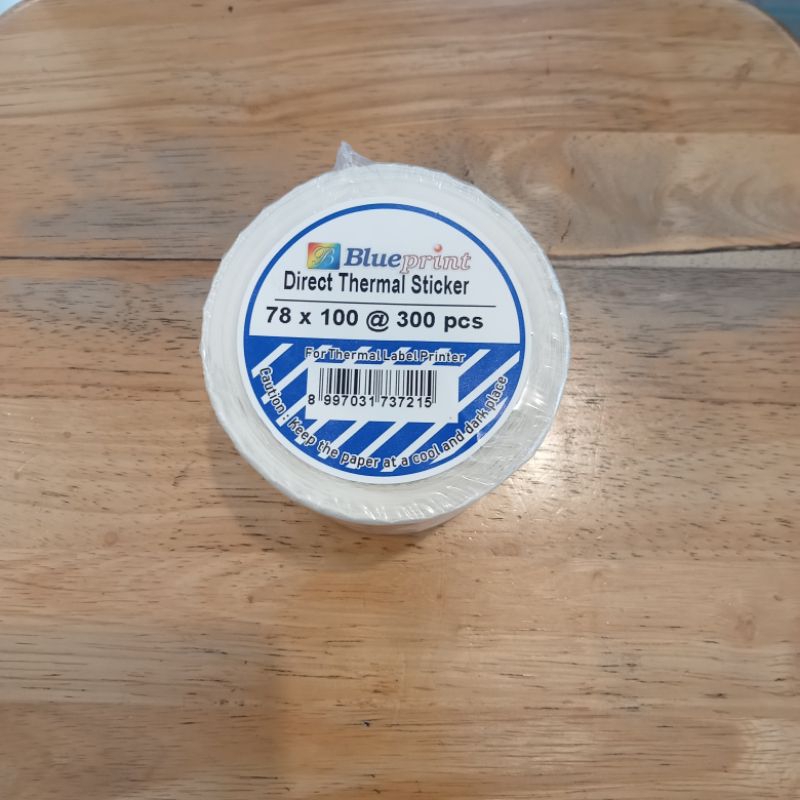 Blueprint
Direct Thermal Sticker
78 x 100 @ 300 pcs
For Thermal Label Printer
8 997031 737215
Caution : Keep the paper at a cool and dark place